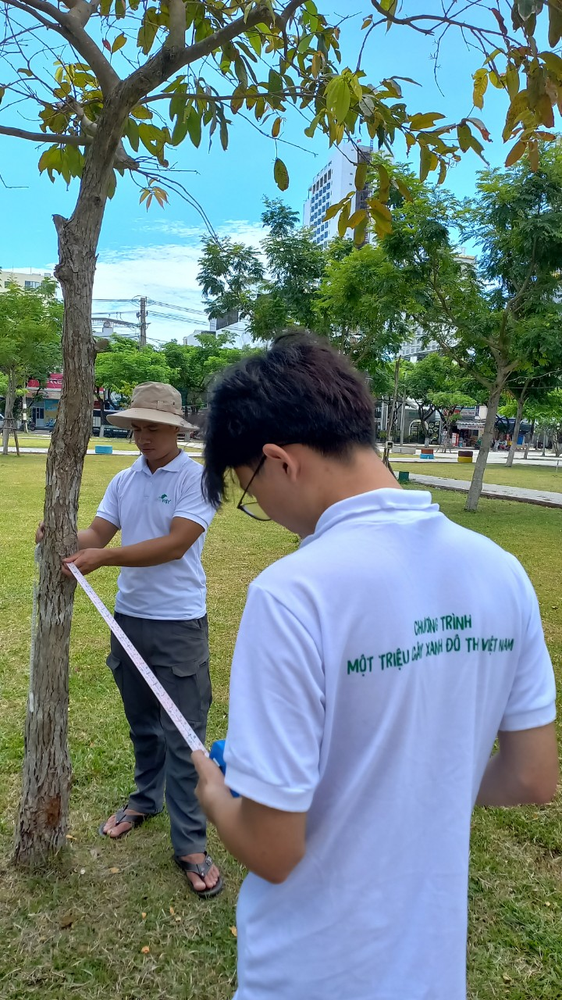 CHƯƠNG TRÌNH
MỘT TRIỆU CÂY XANH ĐÔ THỊ VIỆT NAM